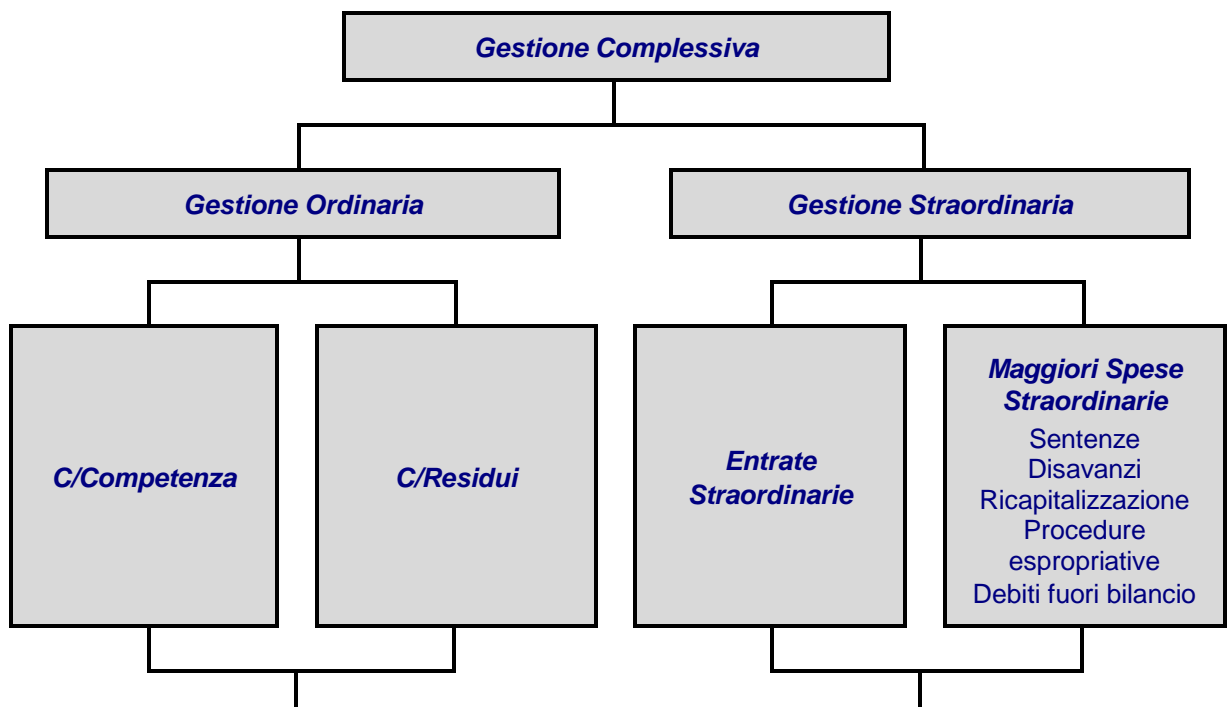 Gestione Complessiva
Gestione Ordinaria
Gestione Straordinaria
C/Competenza
C/Residui
Entrate
Straordinarie
Maggiori Spese
Straordinarie
Sentenze
Disavanzi
Ricapitalizzazione
Procedure
espropriative
Debiti fuori bilancio